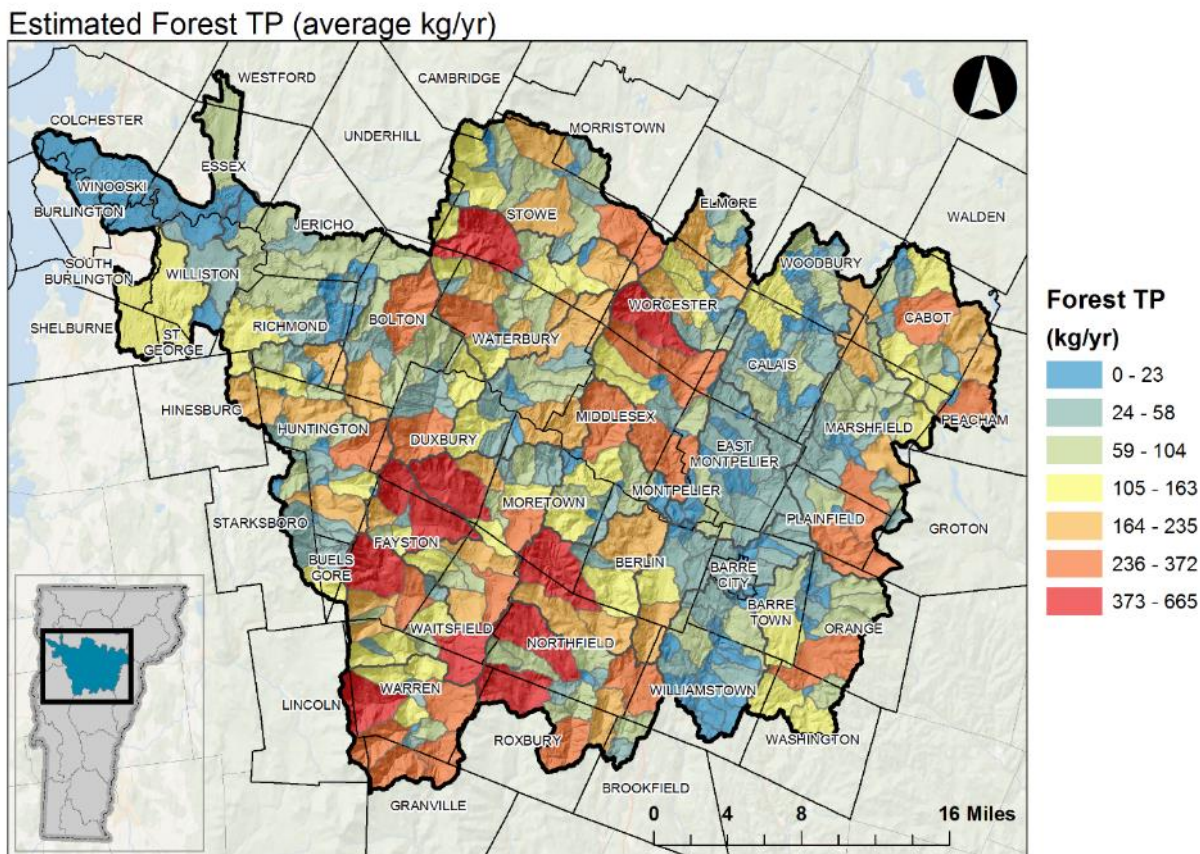 Estimated Forest TP (average kg/yr)
WESTFORD
CAMBRIDGE
COLCHESTER
UNDERHILL
MORRISTOWN
ESSEX
WINOOSKI
BURLINGTON
JERICHO
STOWE
ELMORE
WALDEN
SOUTH
BURLINGTON
WILLISTON
WOODBURY
SHELBURNE
ST
GEORGE
RICHMOND
BOLTON
WATERBURY
WORCESTER
CABOT
CALAIS
HINESBURG
HUNTINGTON
DUXBURY
MIDDLESEX
MARSHFIELD
PEACHAM
EAST
MONTPELIER
STARKSBORO
MORETOWN
MONTPELIER
PLAINFIELD
GROTON
BUELS
GORE
FAYSTON
BERLIN
BARRE
CITY
BARRE
TOWN
ORANGE
WAITSFIELD
NORTHFIELD
LINCOLN
WARREN
WILLIAMSTOWN
ROXBURY
WASHINGTON
BROOKFIELD
GRANVILLE
0 4 8 16 Miles
Forest TP
(kg/yr)
0 - 23
24 - 58
59 - 104
105 - 163
164 - 235
236 - 372
373 - 665